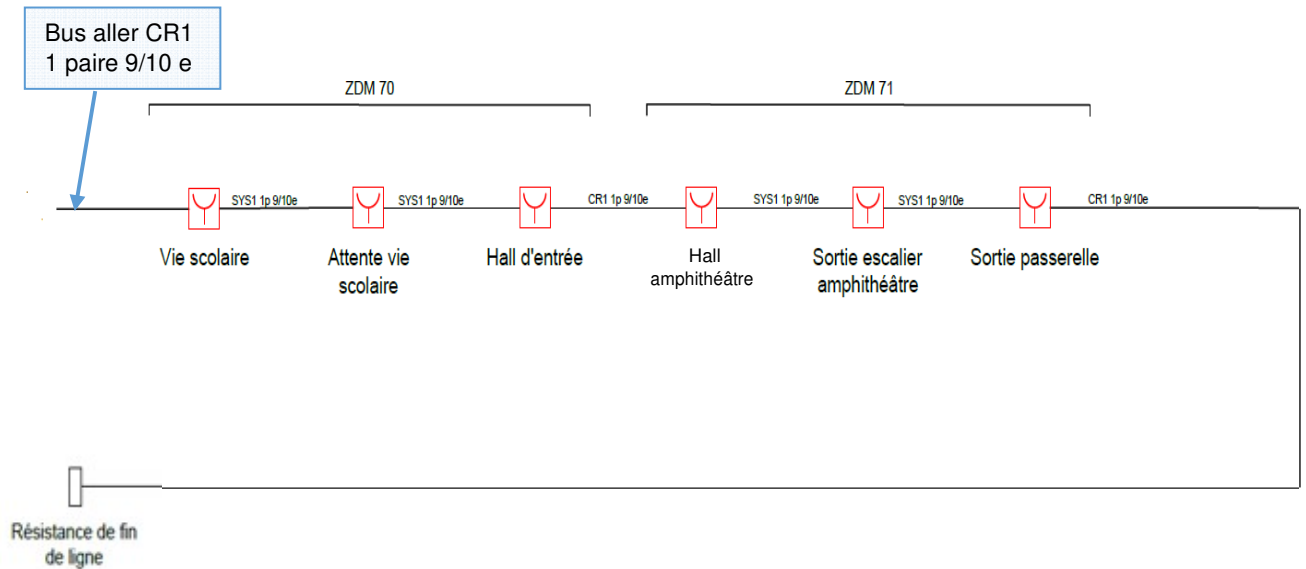 Bus aller CR1
1 paire 9/10 e
ZDM 70
ZDM 71
SYS1 1p 9/10e
SYS1 1p 9/10e
CR1 1p 9/10e
SYS1 1p 9/10e
SYS1 1p 9/10e
CR1 1p 9/10e
Vie scolaire
Attente vie
scolaire
Hall d'entrée
Hall
amphithéâtre
Sortie escalier
amphithéâtre
Sortie passerelle
Résistance de fin
de ligne